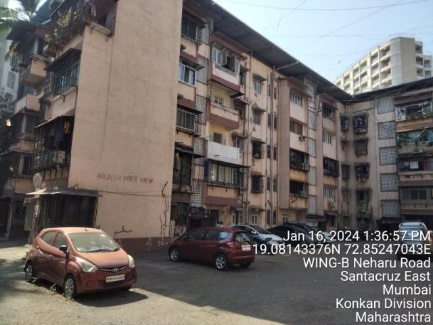 Jan 16, 2024 1:36:57 PM
19.08143376N 72.85247043E
WING-B Neharu Road
Santacruz East
Mumbai
Konkan Division
Maharashtra